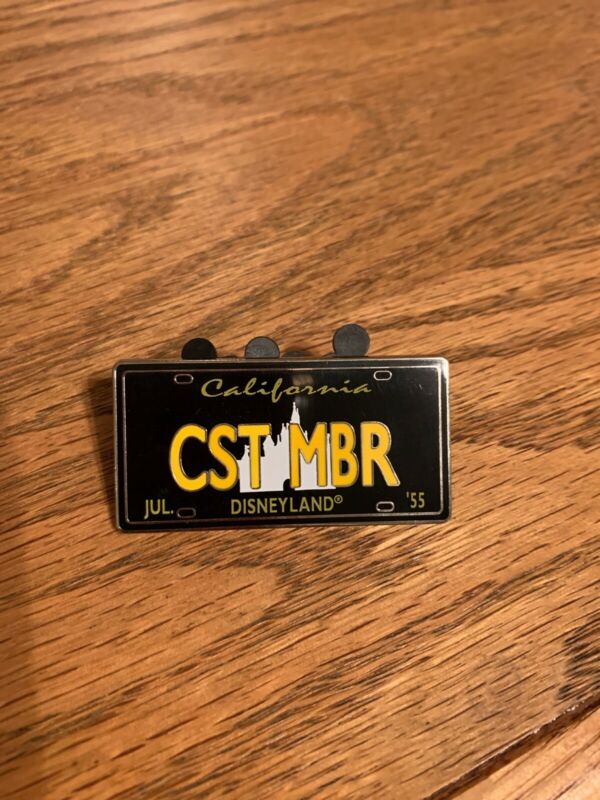 California
CST MBR
JUL. DISNEYLAND® '55